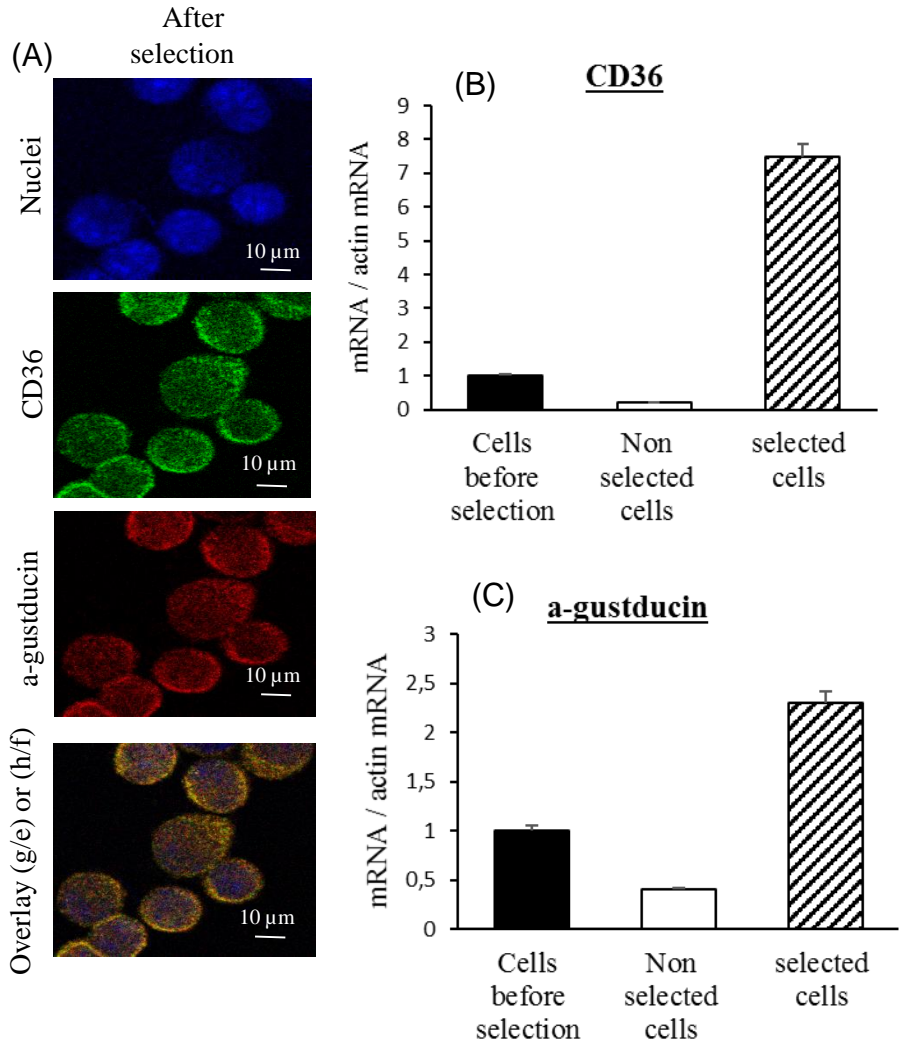 After
selection
(A)
Nuclei
10 µm
CD36
10 µm
a-gustducin
10 µm
Overlay (g/e) or (h/f)
10 µm
(B)
CD36
mRNA / actin mRNA
9
8
7
6
5
4
3
2
1
0
Cells
before
selection
Non
selected
cells
selected
cells
(C)
a-gustducin
mRNA / actin mRNA
3
2,5
2
1,5
1
0,5
0
Cells
before
selection
Non
selected
cells
selected
cells